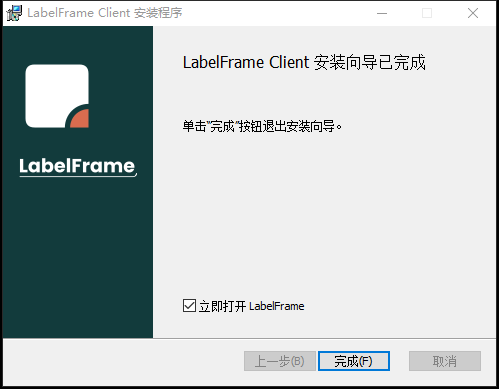 LabelFrame Client 安装程序
LabelFrame Client 安装向导已完成
单击"完成"按钮退出安装向导。
LabelFrame
立即打开 LabelFrame
上一步(B)
完成(F)
取消